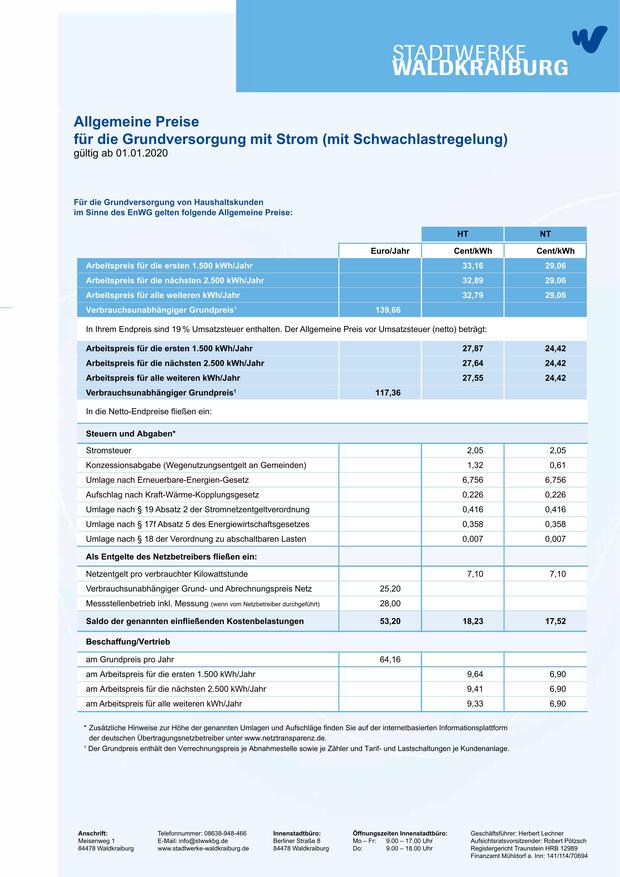 STADTWERKE
WALDKRAIBURG
Allgemeine Preise
für die Grundversorgung mit Strom (mit Schwachlastregelung)
gültig ab 01.01.2020
Für die Grundversorgung von Haushaltskunden
im Sinne des EnWG gelten folgende Allgemeine Preise:
HT NT
Euro/Jahr Cent/kWh Cent/kWh
Arbeitspreis für die ersten 1.500 kWh/Jahr 33,16 29,06
Arbeitspreis für die nächsten 2.500 kWh/Jahr 32,89 29,06
Arbeitspreis für alle weiteren kWh/Jahr 32,79 29,06
Verbrauchsunabhängiger Grundpreis¹ 139,66
In Ihrem Endpreis sind 19 % Umsatzsteuer enthalten. Der Allgemeine Preis vor Umsatzsteuer (netto) beträgt:
Arbeitspreis für die ersten 1.500 kWh/Jahr 27,87 24,42
Arbeitspreis für die nächsten 2.500 kWh/Jahr 27,64 24,42
Arbeitspreis für alle weiteren kWh/Jahr 27,55 24,42
Verbrauchsunabhängiger Grundpreis¹ 117,36
In die Netto-Endpreise fließen ein:
Steuern und Abgaben*
Stromsteuer 2,05 2,05
Konzessionsabgabe (Wegenutzungsentgelt an Gemeinden) 1,32 0,61
Umlage nach Erneuerbare-Energien-Gesetz 6,756 6,756
Aufschlag nach Kraft-Wärme-Kopplungsgesetz 0,226 0,226
Umlage nach § 19 Absatz 2 der Stromnetzentgeltverordnung 0,416 0,416
Umlage nach § 17f Absatz 5 des Energiewirtschaftsgesetzes 0,358 0,358
Umlage nach § 18 der Verordnung zu abschaltbaren Lasten 0,007 0,007
Als Entgelte des Netzbetreibers fließen ein:
Netzentgelt pro verbrauchter Kilowattstunde 7,10 7,10
Verbrauchsunabhängiger Grund- und Abrechnungspreis Netz 25,20
Messstellenbetrieb inkl. Messung (wenn vom Netzbetreiber durchgeführt) 28,00
Saldo der genannten einfließenden Kostenbelastungen 53,20 18,23 17,52
Beschaffung/Vertrieb
am Grundpreis pro Jahr 64,16
am Arbeitspreis für die ersten 1.500 kWh/Jahr 9,64 6,90
am Arbeitspreis für die nächsten 2.500 kWh/Jahr 9,41 6,90
am Arbeitspreis für alle weiteren kWh/Jahr 9,33 6,90
* Zusätzliche Hinweise zur Höhe der genannten Umlagen und Aufschläge finden Sie auf der internetbasierten Informationsplattform
der deutschen Übertragungsnetzbetreiber unter www.netztransparenz.de.
¹ Der Grundpreis enthält den Verrechnungspreis je Abnahmestelle sowie je Zähler und Tarif- und Lastschaltungen je Kundenanlage.
Anschrift:
Meisenweg 1
84478 Waldkraiburg
Telefonnummer: 08638-948-466
E-Mail: info@stwwkbg.de
www.stadtwerke-waldkraiburg.de
Innenstadtbüro:
Berliner Straße 8
84478 Waldkraiburg
Öffnungszeiten Innenstadtbüro:
Mo – Fr: 9.00 – 17.00 Uhr
Do: 9.00 – 18.00 Uhr
Geschäftsführer: Herbert Lechner
Aufsichtsratsvorsitzender: Robert Pötzsch
Registergericht Traunstein HRB 12989
Finanzamt Mühldorf a. Inn: 141/114/70694